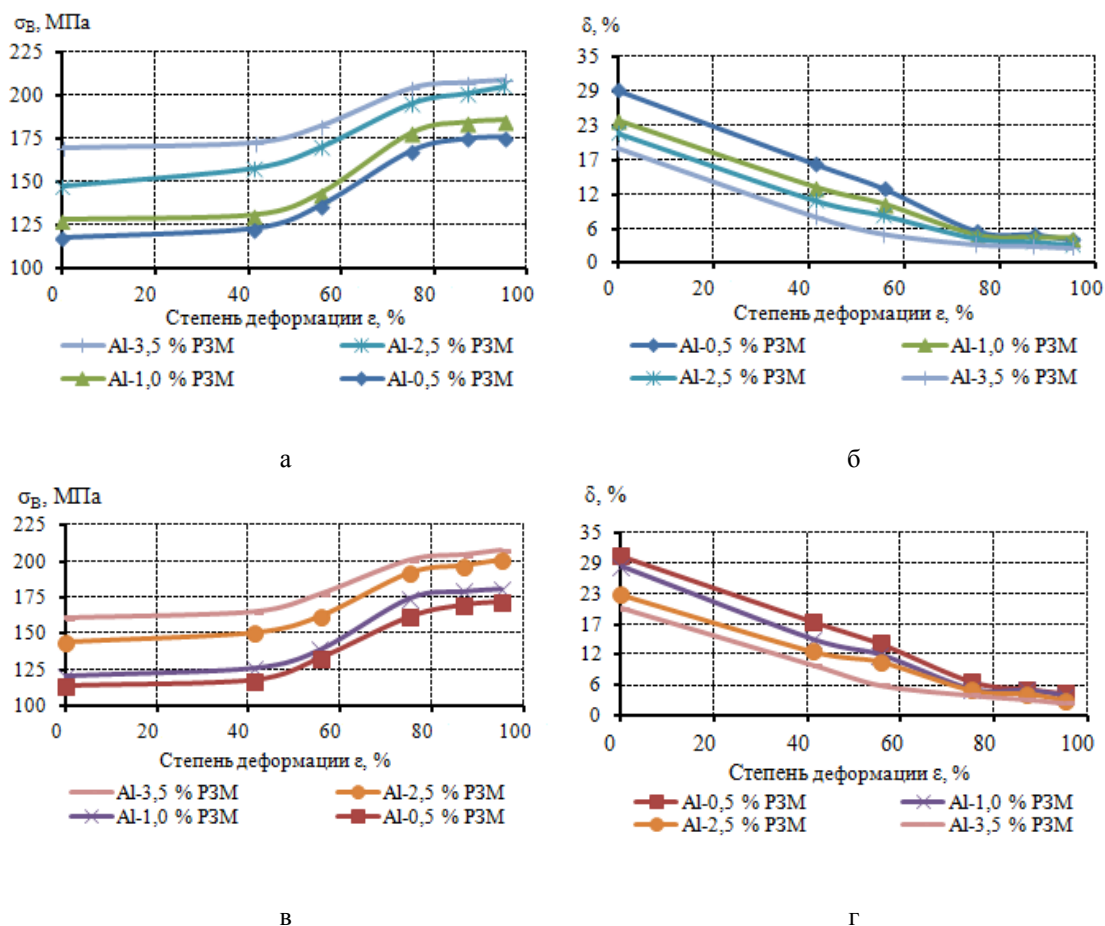 σВ, МПа
225
200
175
150
125
100
0 20 40 60 80 100
Степень деформации ε, %
Al-3,5 % РЗМ Al-2,5 % РЗМ
Al-1,0 % РЗМ Al-0,5 % РЗМ
а
δ, %
35
29
23
17
12
6
0
0 20 40 60 80 100
Степень деформации ε, %
Al-0,5 % РЗМ Al-1,0 % РЗМ
Al-2,5 % РЗМ Al-3,5 % РЗМ
б
σВ, МПа
225
200
175
150
125
100
0 20 40 60 80 100
Степень деформации ε, %
Al-3,5 % РЗМ Al-2,5 % РЗМ
Al-1,0 % РЗМ Al-0,5 % РЗМ
в
δ, %
35
29
23
17
12
6
0
0 20 40 60 80 100
Степень деформации ε, %
Al-0,5 % РЗМ Al-1,0 % РЗМ
Al-2,5 % РЗМ Al-3,5 % РЗМ
г